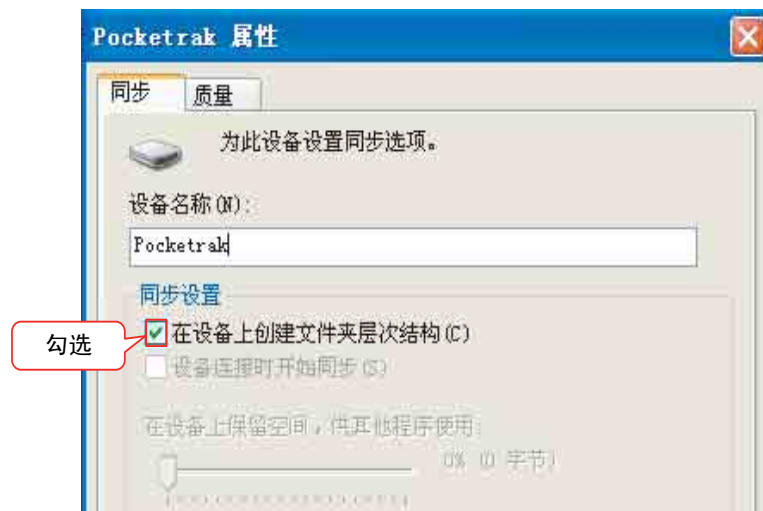 Pocketrak 属性
同步 质量
为此设备设置同步选项。
设备名称(N):
Pocketrak
同步设置
勾选
在设备上创建文件夹层次结构(C)
设备连接时开始同步(S)
在设备上保留空间，供其他程序使用:
0% (0 字节)